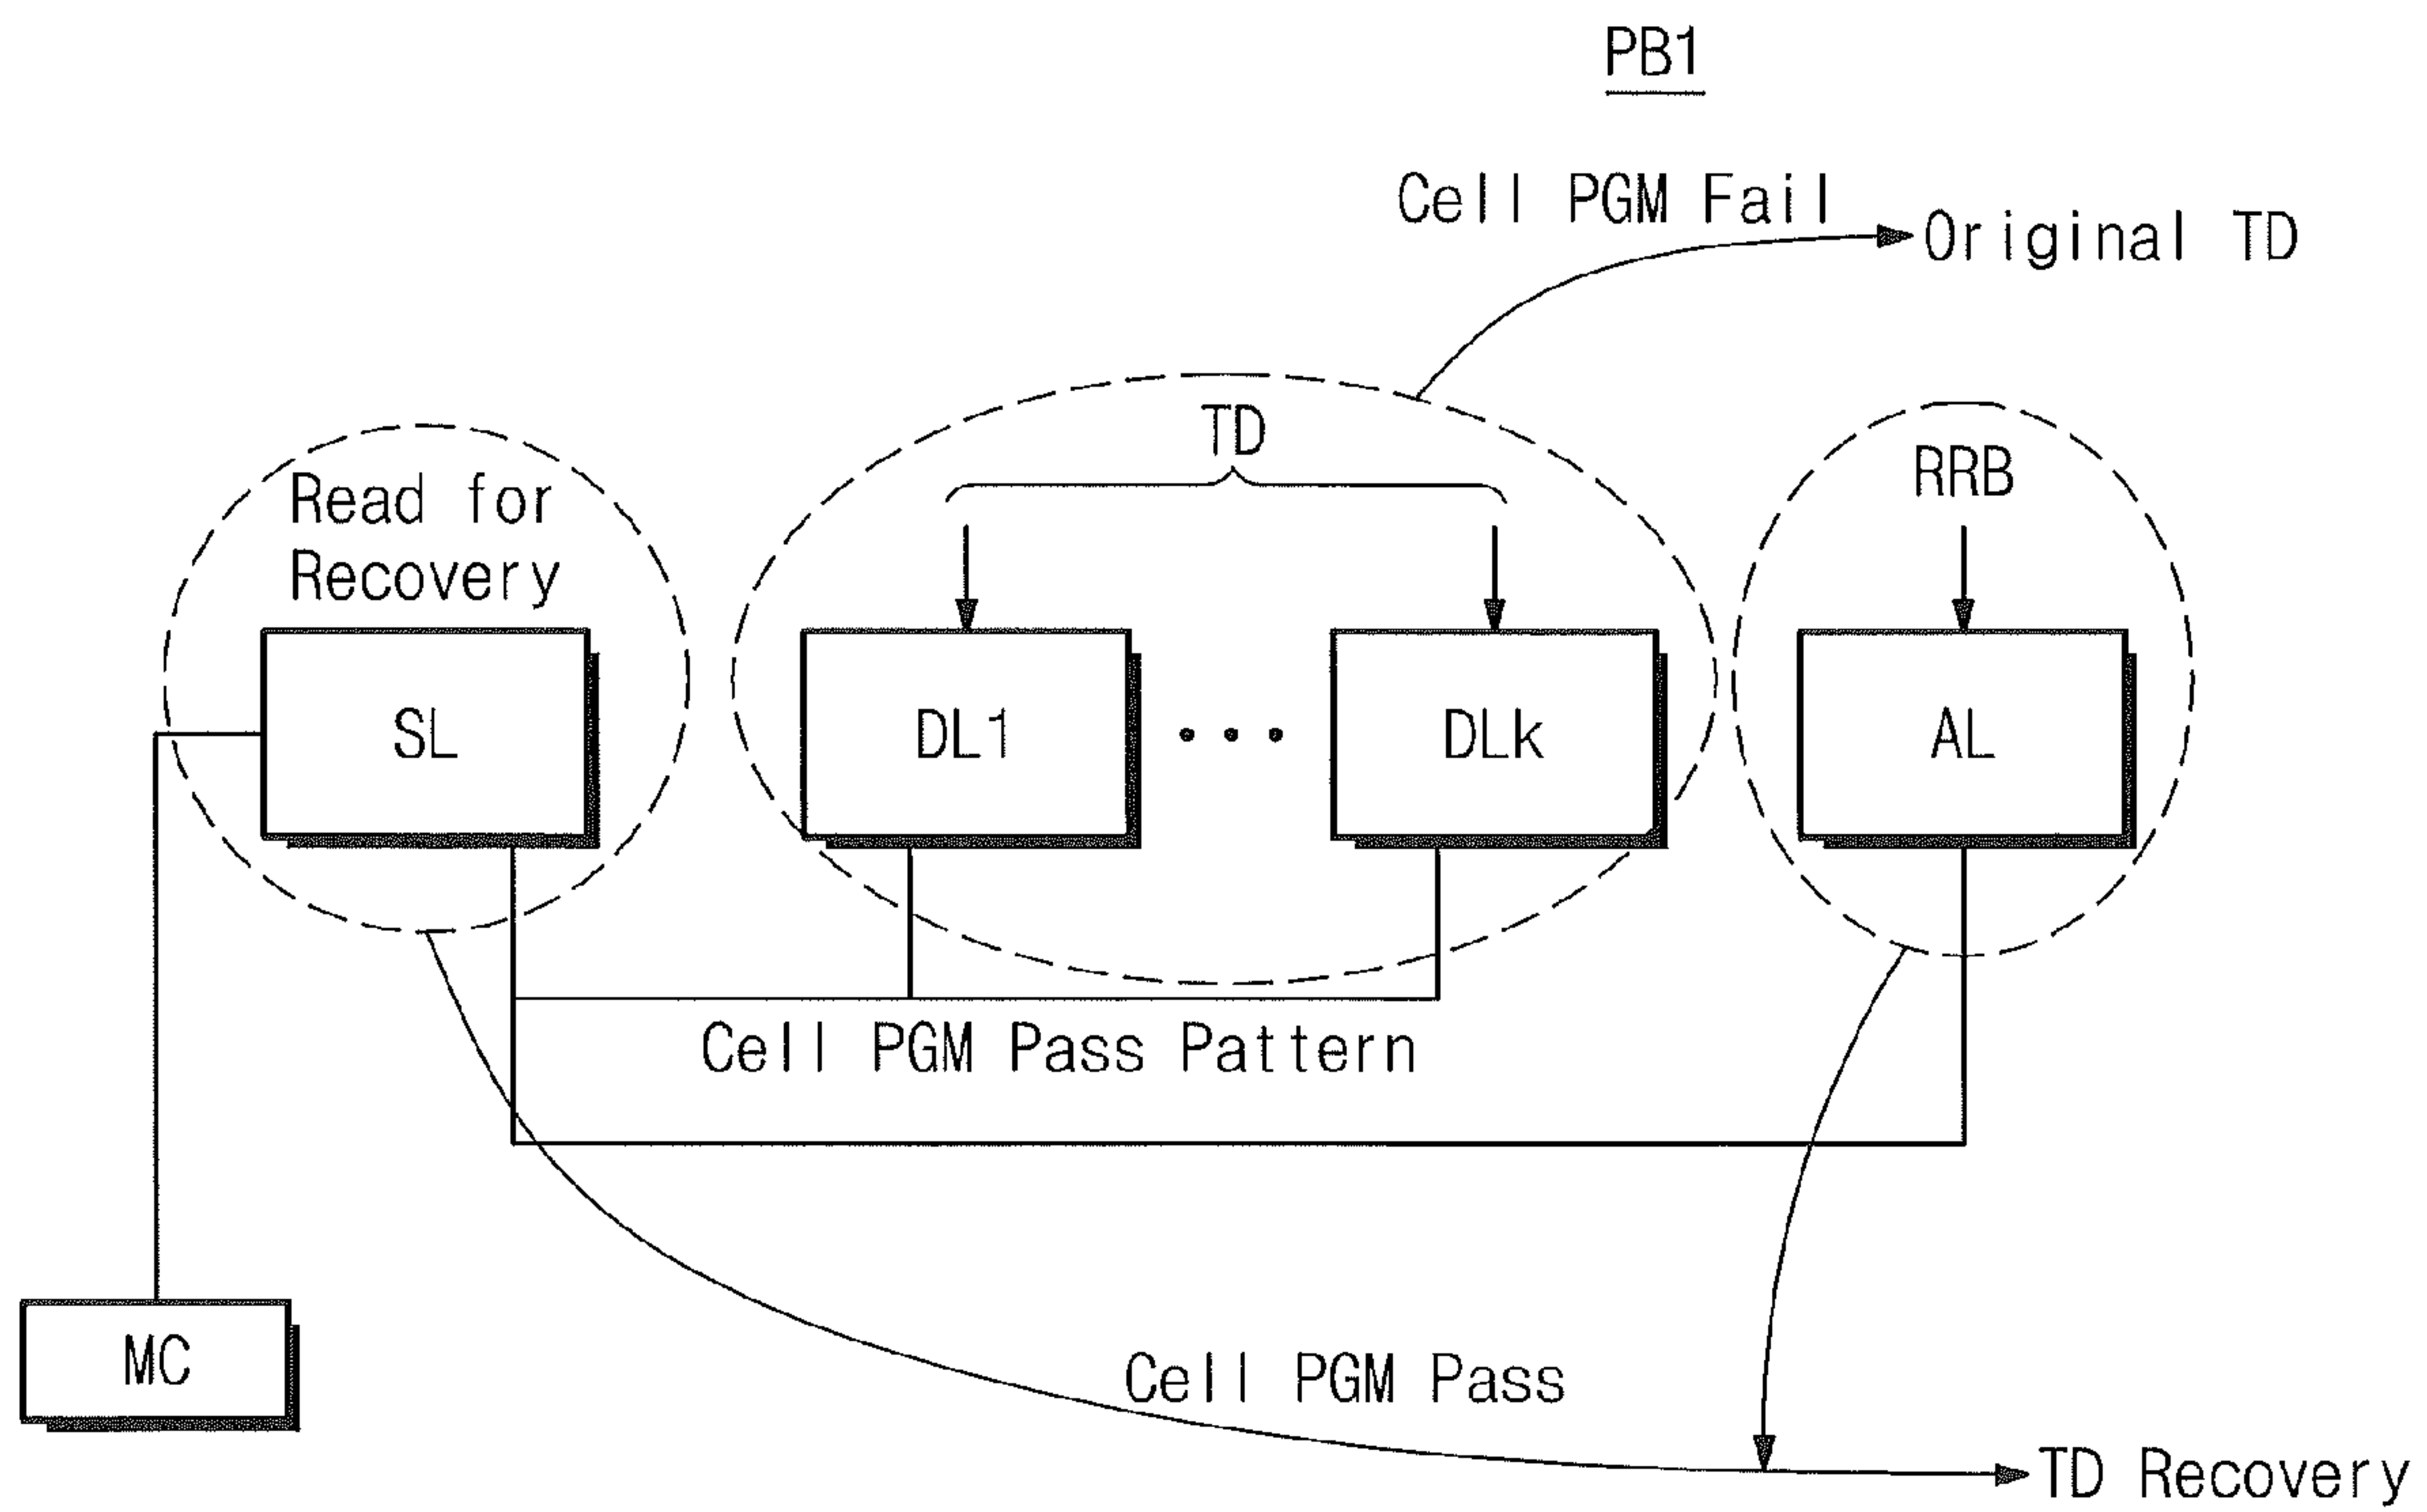 PB1
Cell PGM Fail
Original TD
TD
RRB
Read for
Recovery
SL
DL1
• • •
DLk
AL
Cell PGM Pass Pattern
MC
Cell PGM Pass
TD Recovery